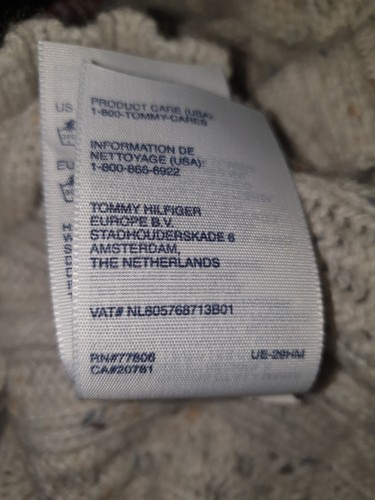 PRODUCT CARE (USA):
1-800-TOMMY-CARES
INFORMATION DE
NETTOYAGE (USA):
1-800-866-6922
TOMMY HILFIGER
EUROPE B.V.
STADHOUDERSKADE 6
AMSTERDAM,
THE NETHERLANDS
VAT# NL805768713B01
RN#77806 UE-29HM
CA#20781
US
EU